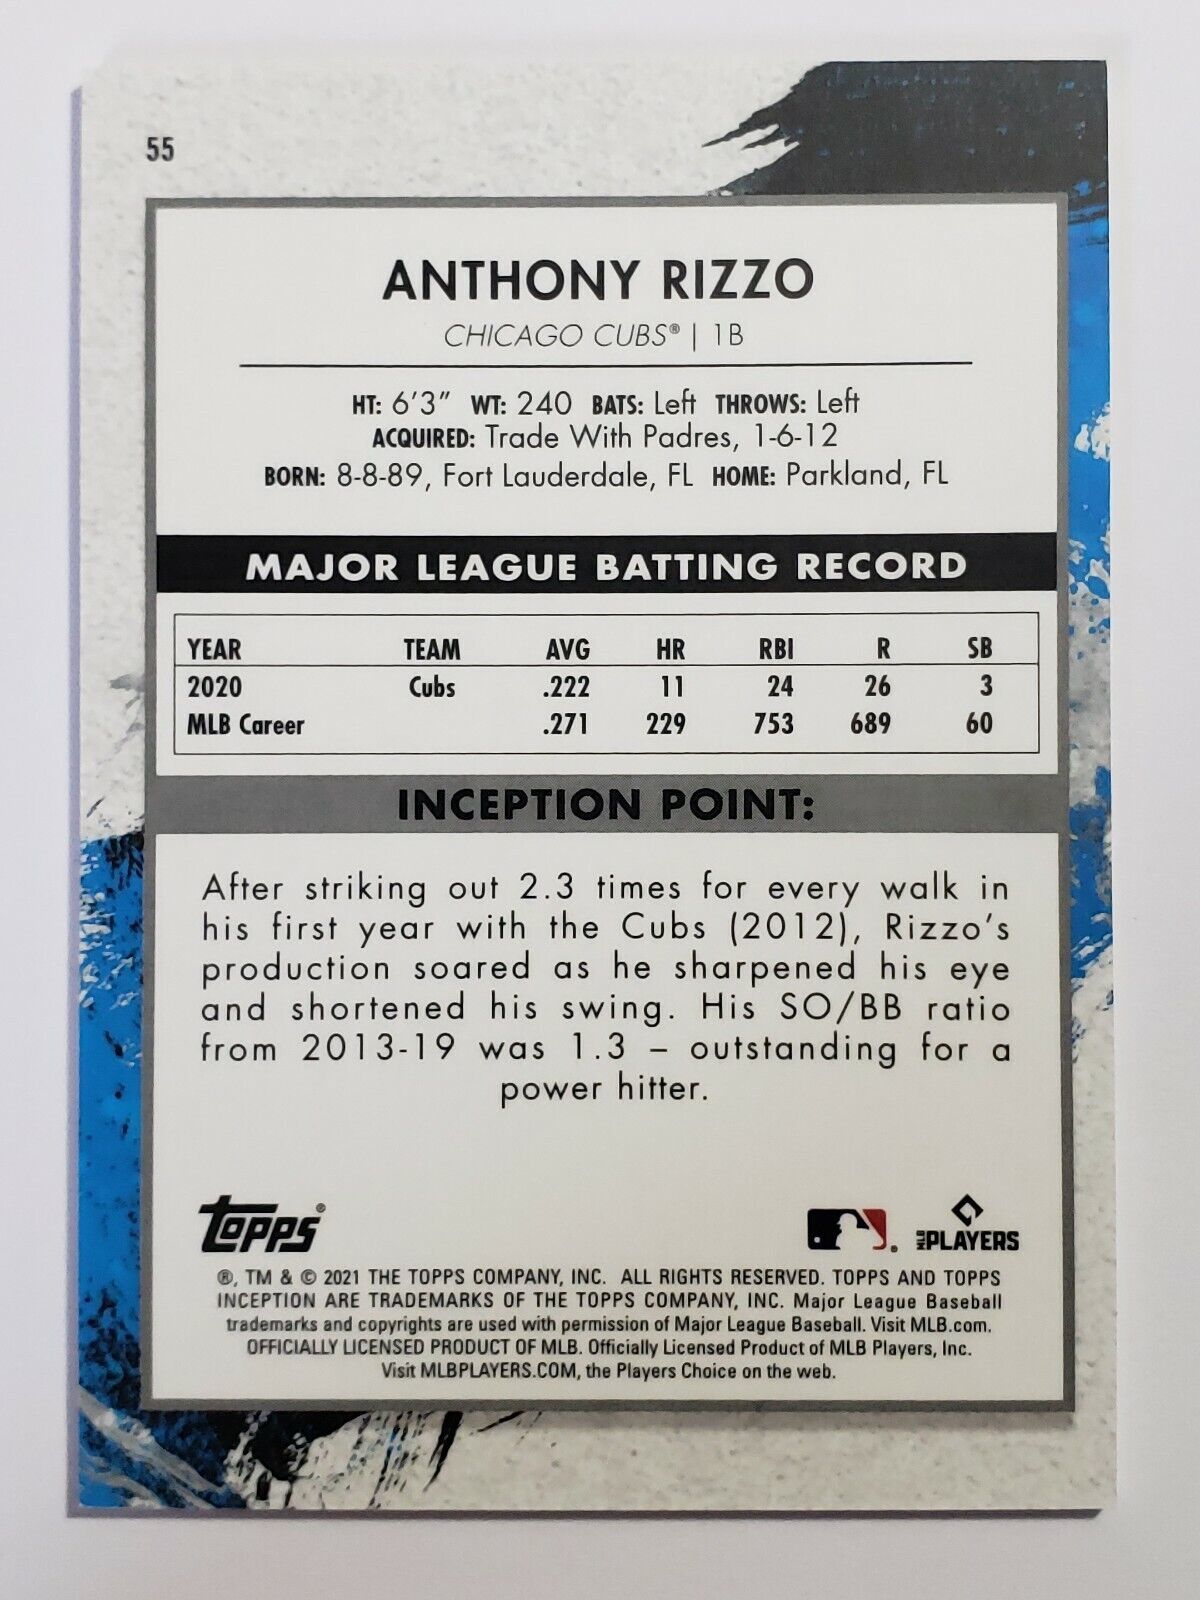 55
ANTHONY RIZZO
CHICAGO CUBS® | 1B
HT: 6'3" WT: 240 BATS: Left THROWS: Left
ACQUIRED: Trade With Padres, 1-6-12
BORN: 8-8-89, Fort Lauderdale, FL HOME: Parkland, FL
MAJOR LEAGUE BATTING RECORD
YEAR TEAM AVG HR RBI R SB
2020 Cubs .222 11 24 26 3
MLB Career .271 229 753 689 60
INCEPTION POINT:
After striking out 2.3 times for every walk in
his first year with the Cubs (2012), Rizzo's
production soared as he sharpened his eye
and shortened his swing. His SO/BB ratio
from 2013-19 was 1.3 – outstanding for a
power hitter.
TOPPS®
MLB PLAYERS
®, TM & © 2021 THE TOPPS COMPANY, INC. ALL RIGHTS RESERVED. TOPPS AND TOPPS
INCEPTION ARE TRADEMARKS OF THE TOPPS COMPANY, INC. Major League Baseball
trademarks and copyrights are used with permission of Major League Baseball. Visit MLB.com.
OFFICIALLY LICENSED PRODUCT OF MLB. Officially Licensed Product of MLB Players, Inc.
Visit MLBPLAYERS.COM, the Players Choice on the web.